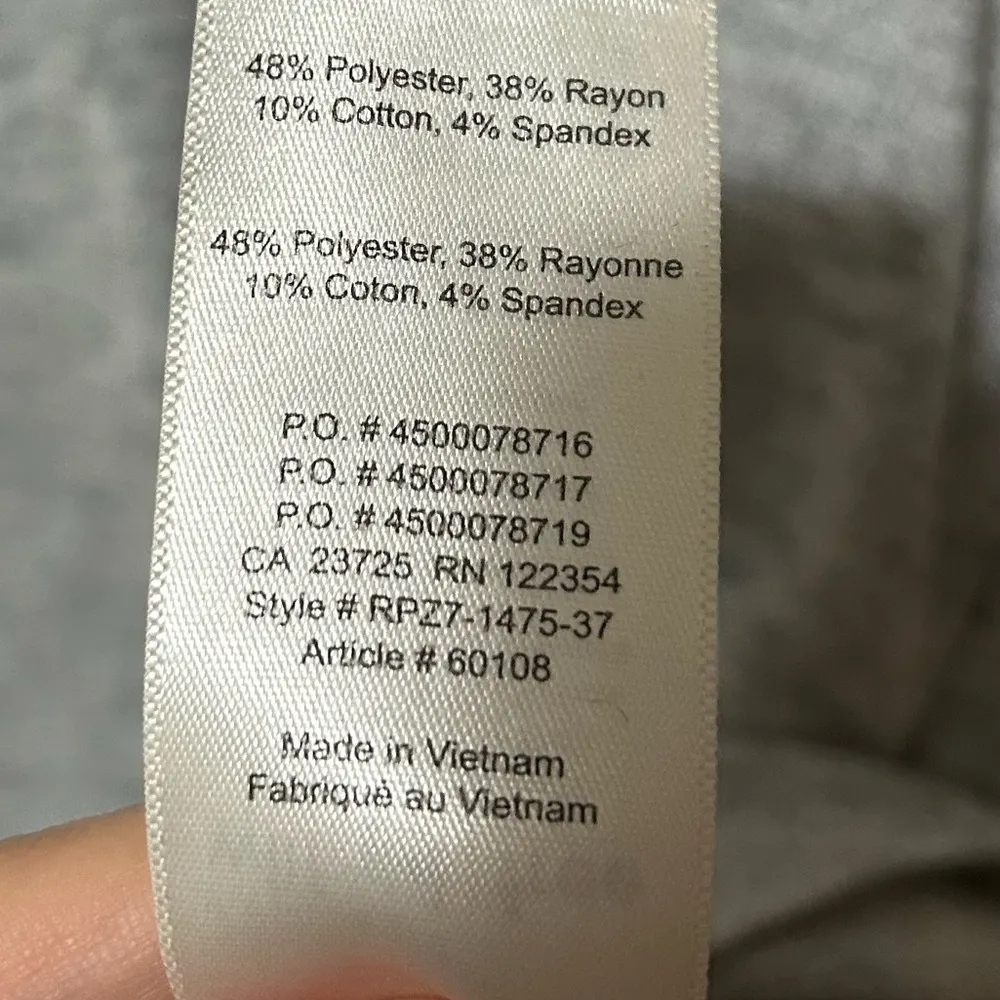 48% Polyester, 38% Rayon
10% Cotton, 4% Spandex
48% Polyester, 38% Rayonne
10% Coton, 4% Spandex
P.O. # 4500078716
P.O. # 4500078717
P.O. # 4500078719
CA 23725 RN 122354
Style # RPZ7-1475-37
Article # 60108
Made in Vietnam
Fabriqué au Vietnam